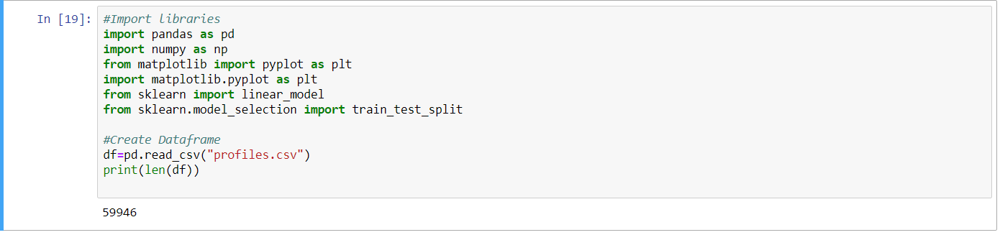 In [19]:
#Import libraries
import pandas as pd
import numpy as np
from matplotlib import pyplot as plt
import matplotlib.pyplot as plt
from sklearn import linear_model
from sklearn.model_selection import train_test_split
#Create Dataframe
df=pd.read_csv("profiles.csv")
print(len(df))
59946